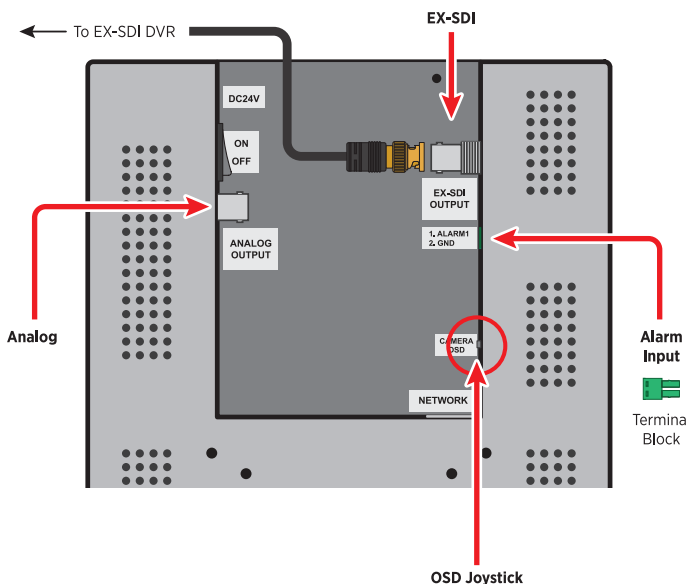 EX-SDI
To EX-SDI DVR
DC24V
ON
OFF
EX-SDI
OUTPUT
ANALOG
OUTPUT
1. ALARM1
2. GND
Analog
CAMERA
OSD
Alarm
Input
NETWORK
Termina
Block
OSD Joystick